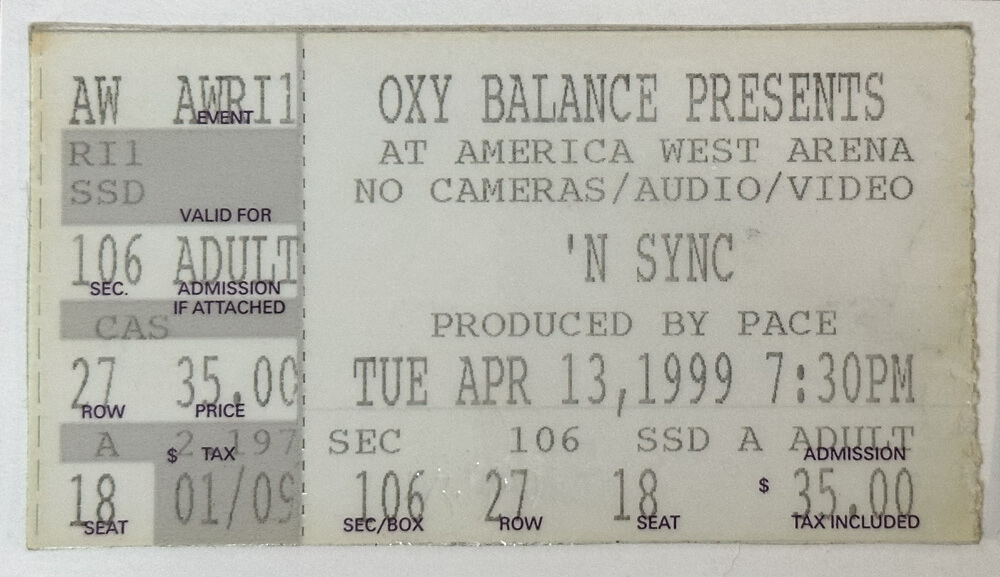 AW AWRI1
EVENT
RI1
SSD
VALID FOR
106 ADULT
SEC. ADMISSION
IF ATTACHED
CAS
27 35.00
ROW PRICE
A 2.197
$ TAX
18 01/09
SEAT
OXY BALANCE PRESENTS
AT AMERICA WEST ARENA
NO CAMERAS/AUDIO/VIDEO
'N SYNC
PRODUCED BY PACE
TUE APR 13,1999 7:30PM
SEC 106 SSD A ADULT
ADMISSION
106 27 18 $ 35.00
SEC/BOX ROW SEAT TAX INCLUDED